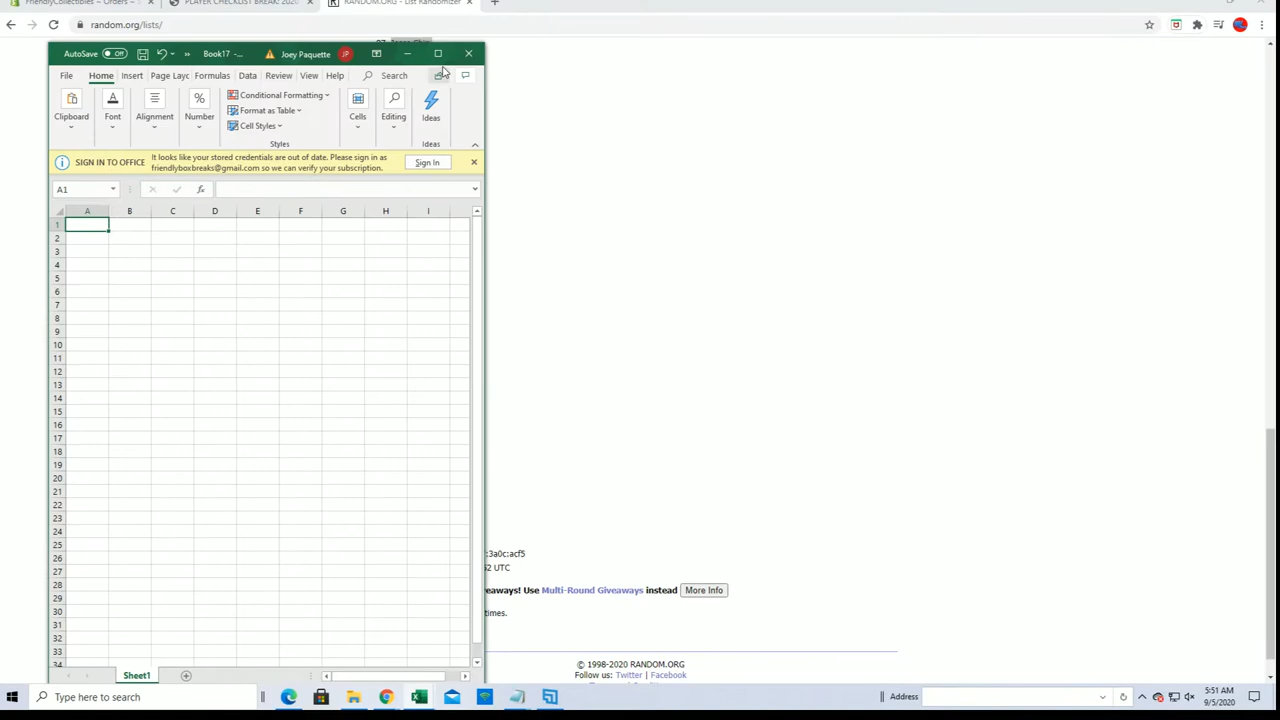 FriendlyCollectibles ~ Orders ~ × PLAYER CHECKLIST BREAK: 2020 × RANDOM.ORG - List Randomizer × +
random.org/lists/
AutoSave Off » Book17 -... Joey Paquette JP
File Home Insert Page Layc Formulas Data Review View Help Search
Clipboard Font Alignment Number Conditional Formatting Format as Table Cell Styles Styles Cells Editing Ideas Ideas
SIGN IN TO OFFICE It looks like your stored credentials are out of date. Please sign in as
friendlyboxbreaks@gmail.com so we can verify your subscription. Sign In ×
A1 fx
A B C D E F G H I
1
2
3
4
5
6
7
8
9
10
11
12
13
14
15
16
17
18
19
20
21
22
23
24
25
26
27
28
29
30
31
32
33
34
:3a0c:acf5
52 UTC
eaways! Use Multi-Round Giveaways instead More Info
times.
© 1998-2020 RANDOM.ORG
Follow us: Twitter | Facebook
Sheet1
Type here to search Address 5:51 AM
9/5/2020